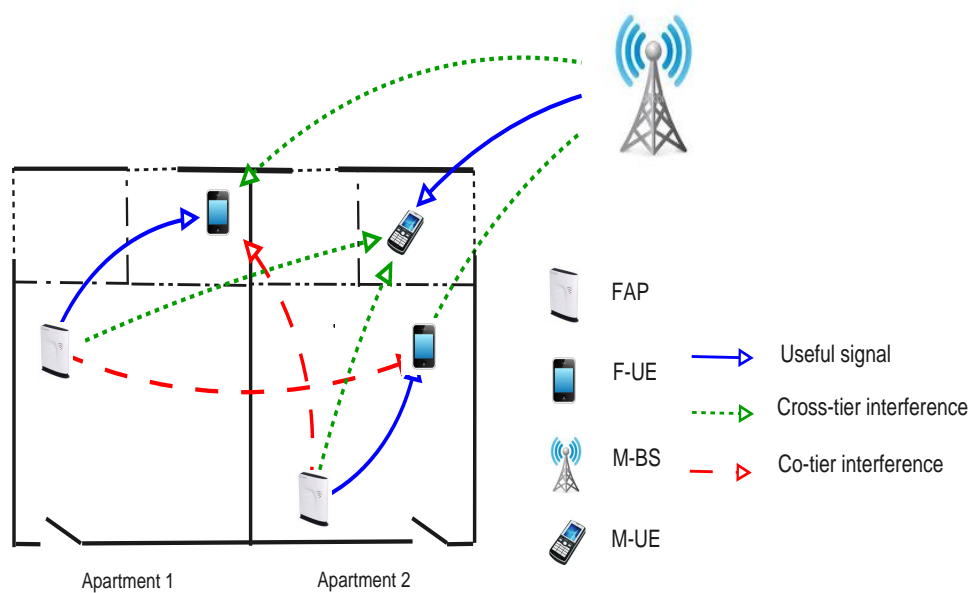 FAP
Useful signal
F-UE
Cross-tier interference
M-BS
Co-tier interference
M-UE
Apartment 1
Apartment 2